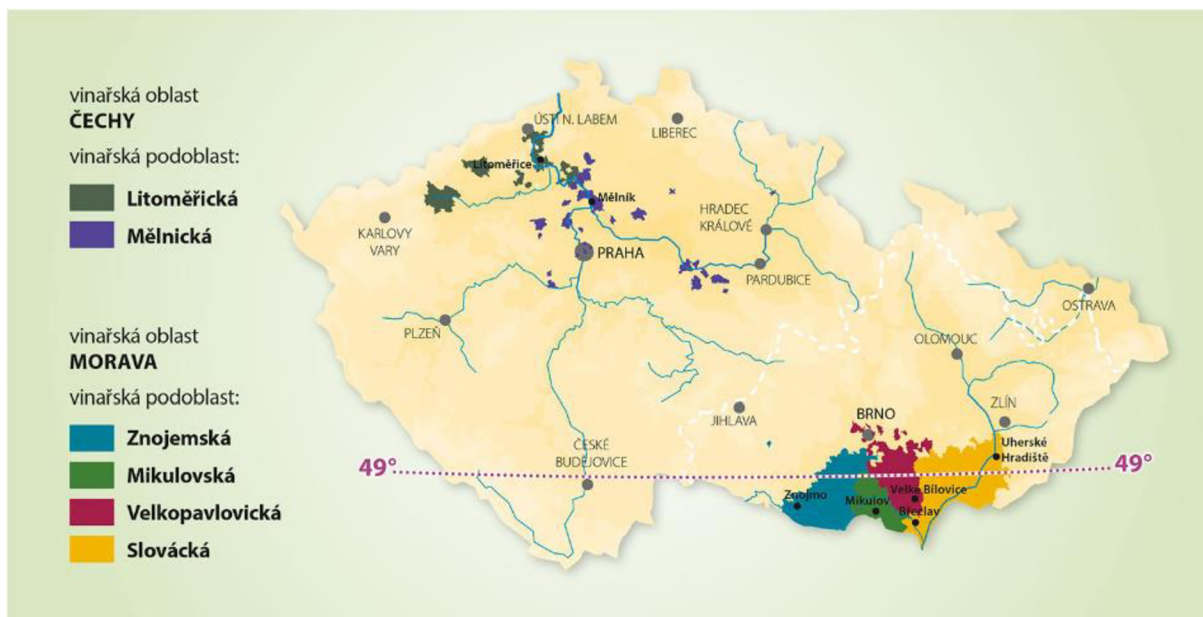 vinařská oblast
ČECHY
vinařská podoblast:
Litoměřická
Mělnická
vinařská oblast
MORAVA
vinařská podoblast:
Znojemská
Mikulovská
Velkopavlovická
Slovácká
ÚSTÍ N. LABEM
LIBEREC
Litoměřice
Mělník
KARLOVY
VARY
HRADEC
KRÁLOVÉ
PRAHA
PARDUBICE
OSTRAVA
PLZEŇ
OLOMOUC
JIHLAVA
BRNO
ZLÍN
ČESKÉ
BUDĚJOVICE
Uherské
Hradiště
49°
49°
Znojmo
Mikulov
Velké Bílovice
Břeclav